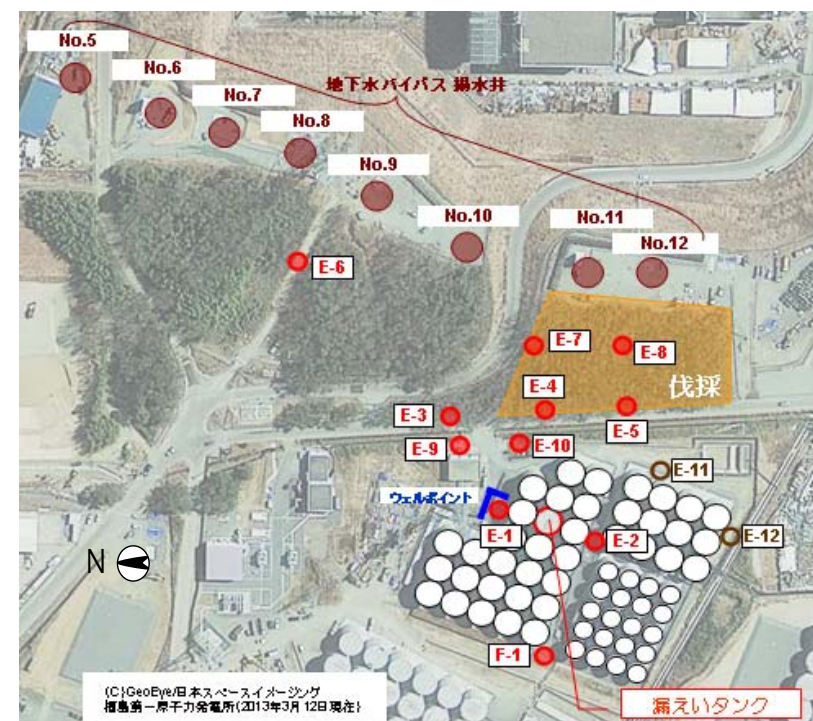 No.5
No.6
地下水バイパス 揚水井
No.7
No.8
No.9
No.10
No.11
No.12
E-6
E-7
E-8
E-4
伐採
E-3
E-5
E-9
E-10
E-11
ウェルポイント
E-1
E-2
E-12
N
F-1
(C)GeoEye/日本スペースイメージング
福島第一原子力発電所(2013年3月12日現在)
漏えいタンク